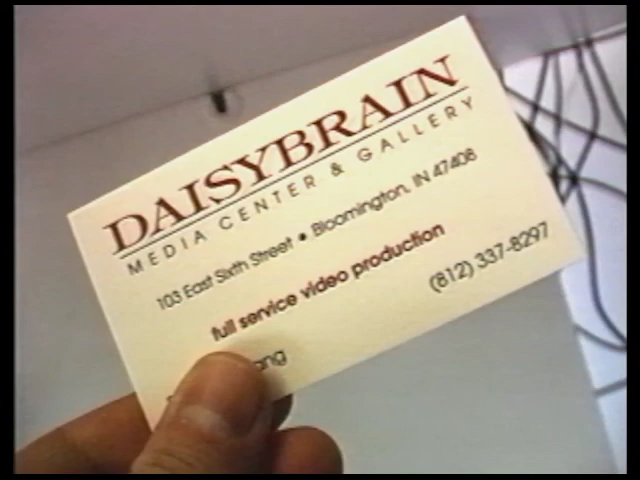 DAISYBRAIN
MEDIA CENTER & GALLERY
103 East Sixth Street • Bloomington, IN 47408
full service video production
(812) 337-8297